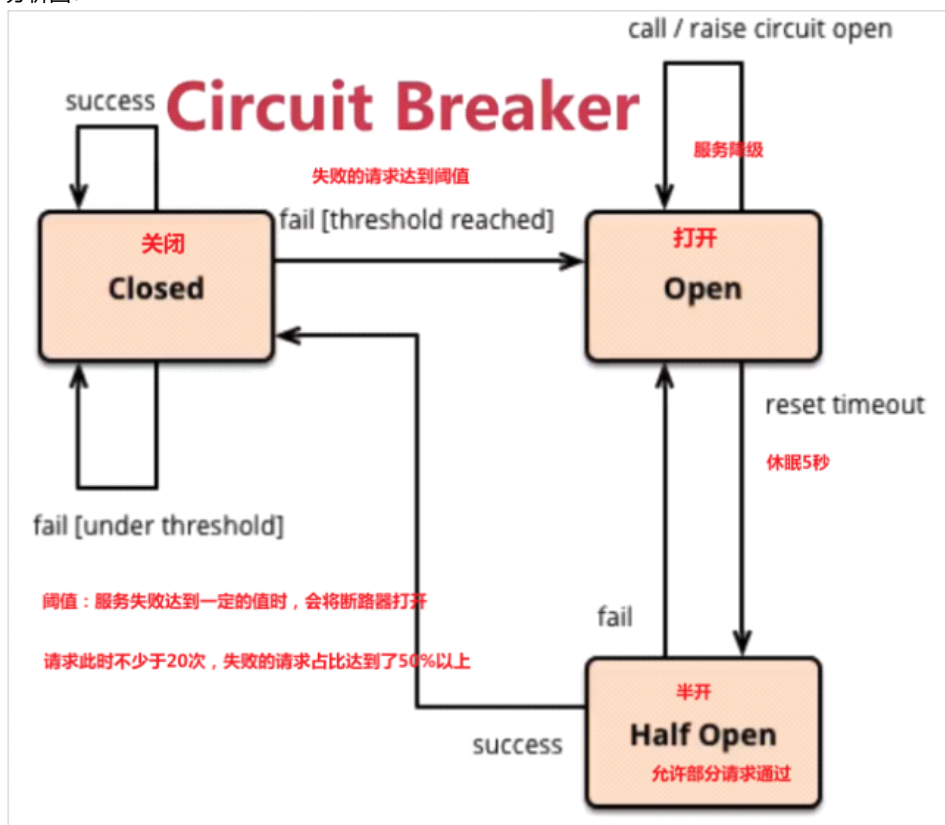 call / raise circuit open
success
Circuit Breaker
服务降级
失败的请求达到阈值
fail [threshold reached]
关闭
Closed
打开
Open
reset timeout
休眠5秒
fail [under threshold]
阈值：服务失败达到一定的值时，会将断路器打开
fail
请求此时不少于20次，失败的请求占比达到了50%以上
半开
Half Open
success
允许部分请求通过